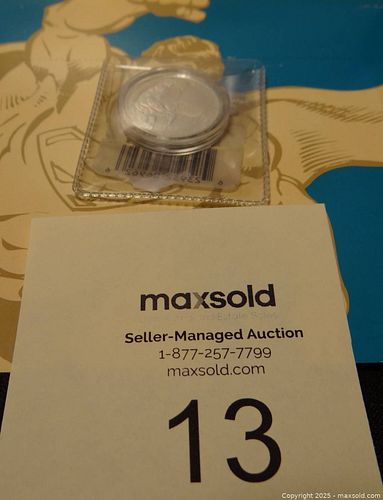 maxsold
Seller-Managed Auction
1-877-257-7799
maxsold.com
13
Copyright 2025 - maxsold.com